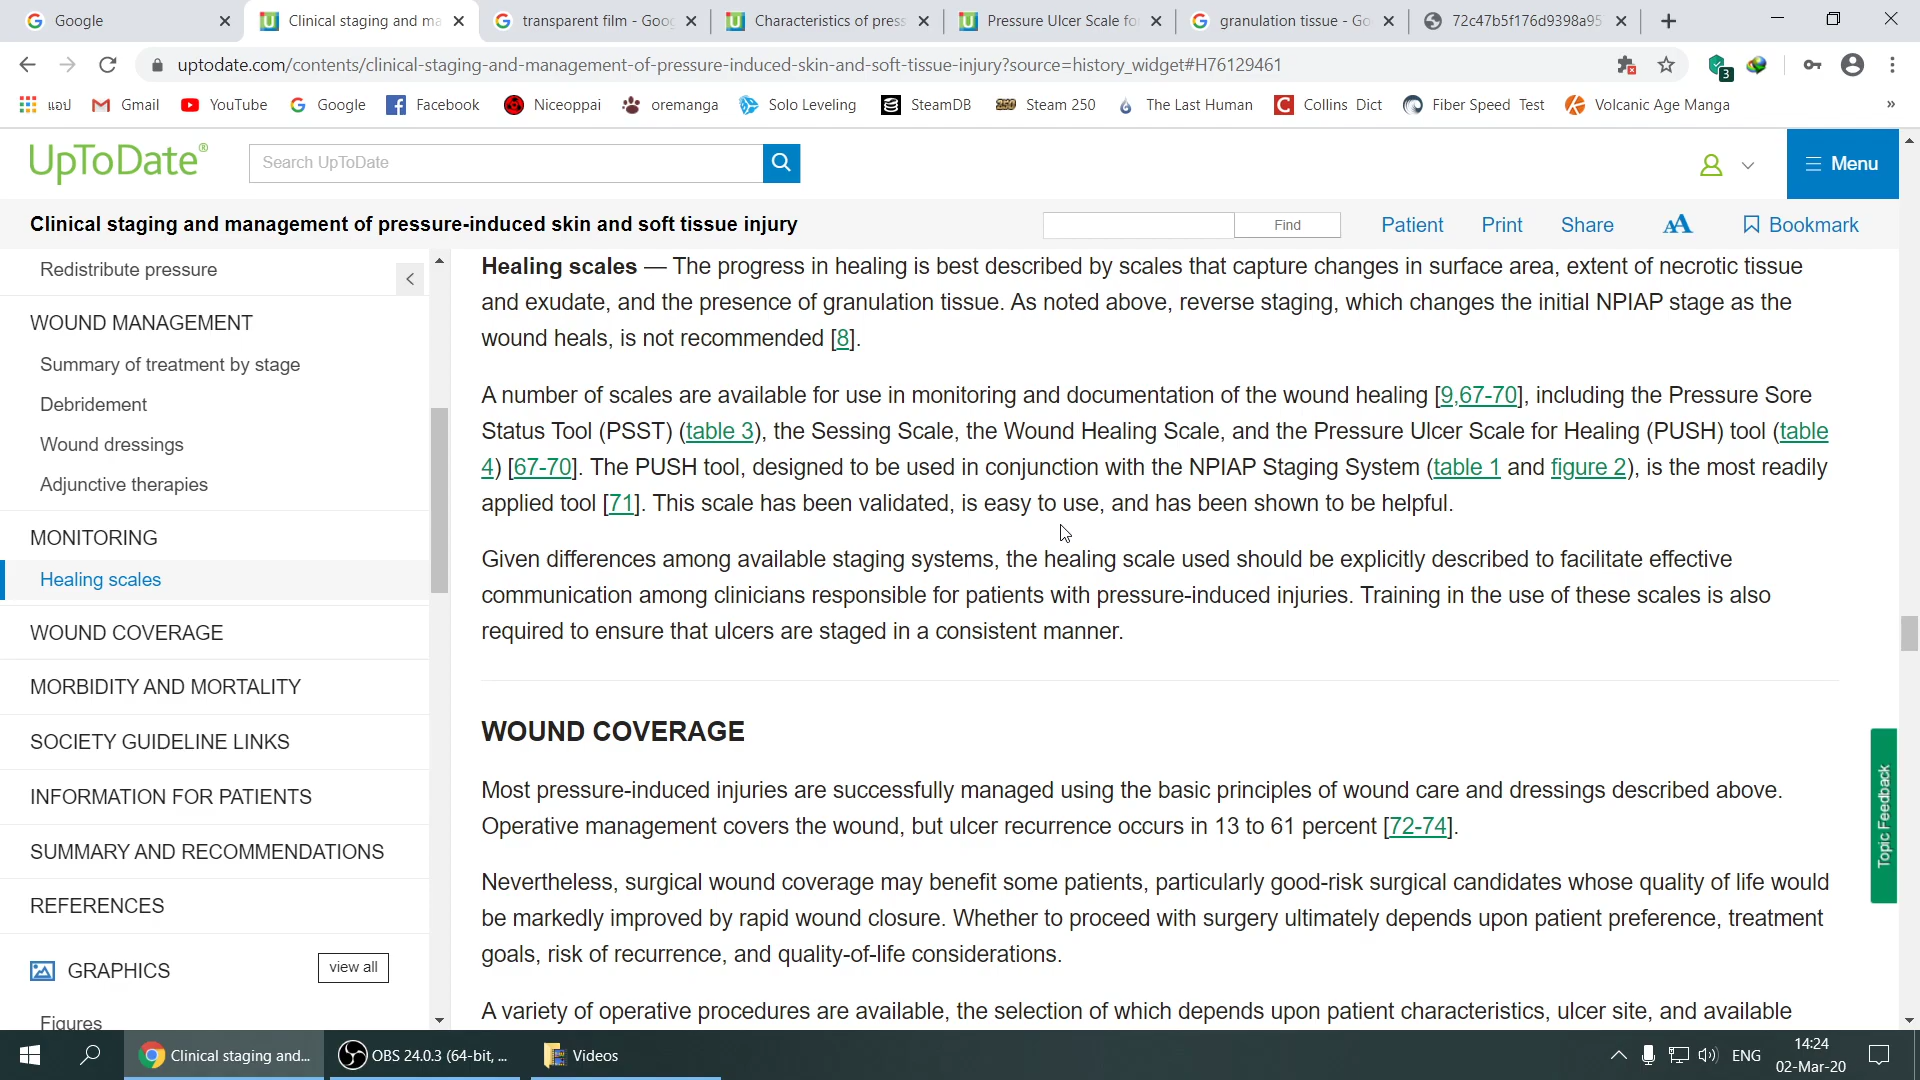 Google
Clinical staging and ma
transparent film - Goog
Characteristics of press
Pressure Ulcer Scale for
granulation tissue - Go
72c47b5f176d9398a95
uptodate.com/contents/clinical-staging-and-management-of-pressure-induced-skin-and-soft-tissue-injury?source=history_widget#H76129461
3
แอป
Gmail
YouTube
Google
Facebook
Niceoppai
oremanga
Solo Leveling
SteamDB
Steam 250
The Last Human
Collins Dict
Fiber Speed Test
Volcanic Age Manga
»
UpToDate®
Search UpToDate
Menu
Clinical staging and management of pressure-induced skin and soft tissue injury
Find
Patient
Print
Share
AA
Bookmark
Redistribute pressure
WOUND MANAGEMENT
Summary of treatment by stage
Debridement
Wound dressings
Adjunctive therapies
MONITORING
Healing scales
WOUND COVERAGE
MORBIDITY AND MORTALITY
SOCIETY GUIDELINE LINKS
INFORMATION FOR PATIENTS
SUMMARY AND RECOMMENDATIONS
REFERENCES
GRAPHICS
view all
Figures
Healing scales — The progress in healing is best described by scales that capture changes in surface area, extent of necrotic tissue
and exudate, and the presence of granulation tissue. As noted above, reverse staging, which changes the initial NPIAP stage as the
wound heals, is not recommended [8].
A number of scales are available for use in monitoring and documentation of the wound healing [9,67-70], including the Pressure Sore
Status Tool (PSST) (table 3), the Sessing Scale, the Wound Healing Scale, and the Pressure Ulcer Scale for Healing (PUSH) tool (table
4) [67-70]. The PUSH tool, designed to be used in conjunction with the NPIAP Staging System (table 1 and figure 2), is the most readily
applied tool [71]. This scale has been validated, is easy to use, and has been shown to be helpful.
Given differences among available staging systems, the healing scale used should be explicitly described to facilitate effective
communication among clinicians responsible for patients with pressure-induced injuries. Training in the use of these scales is also
required to ensure that ulcers are staged in a consistent manner.
WOUND COVERAGE
Most pressure-induced injuries are successfully managed using the basic principles of wound care and dressings described above.
Operative management covers the wound, but ulcer recurrence occurs in 13 to 61 percent [72-74].
Nevertheless, surgical wound coverage may benefit some patients, particularly good-risk surgical candidates whose quality of life would
be markedly improved by rapid wound closure. Whether to proceed with surgery ultimately depends upon patient preference, treatment
goals, risk of recurrence, and quality-of-life considerations.
A variety of operative procedures are available, the selection of which depends upon patient characteristics, ulcer site, and available
Topic Feedback
Clinical staging and...
OBS 24.0.3 (64-bit, ...
Videos
ENG
14:24
02-Mar-20